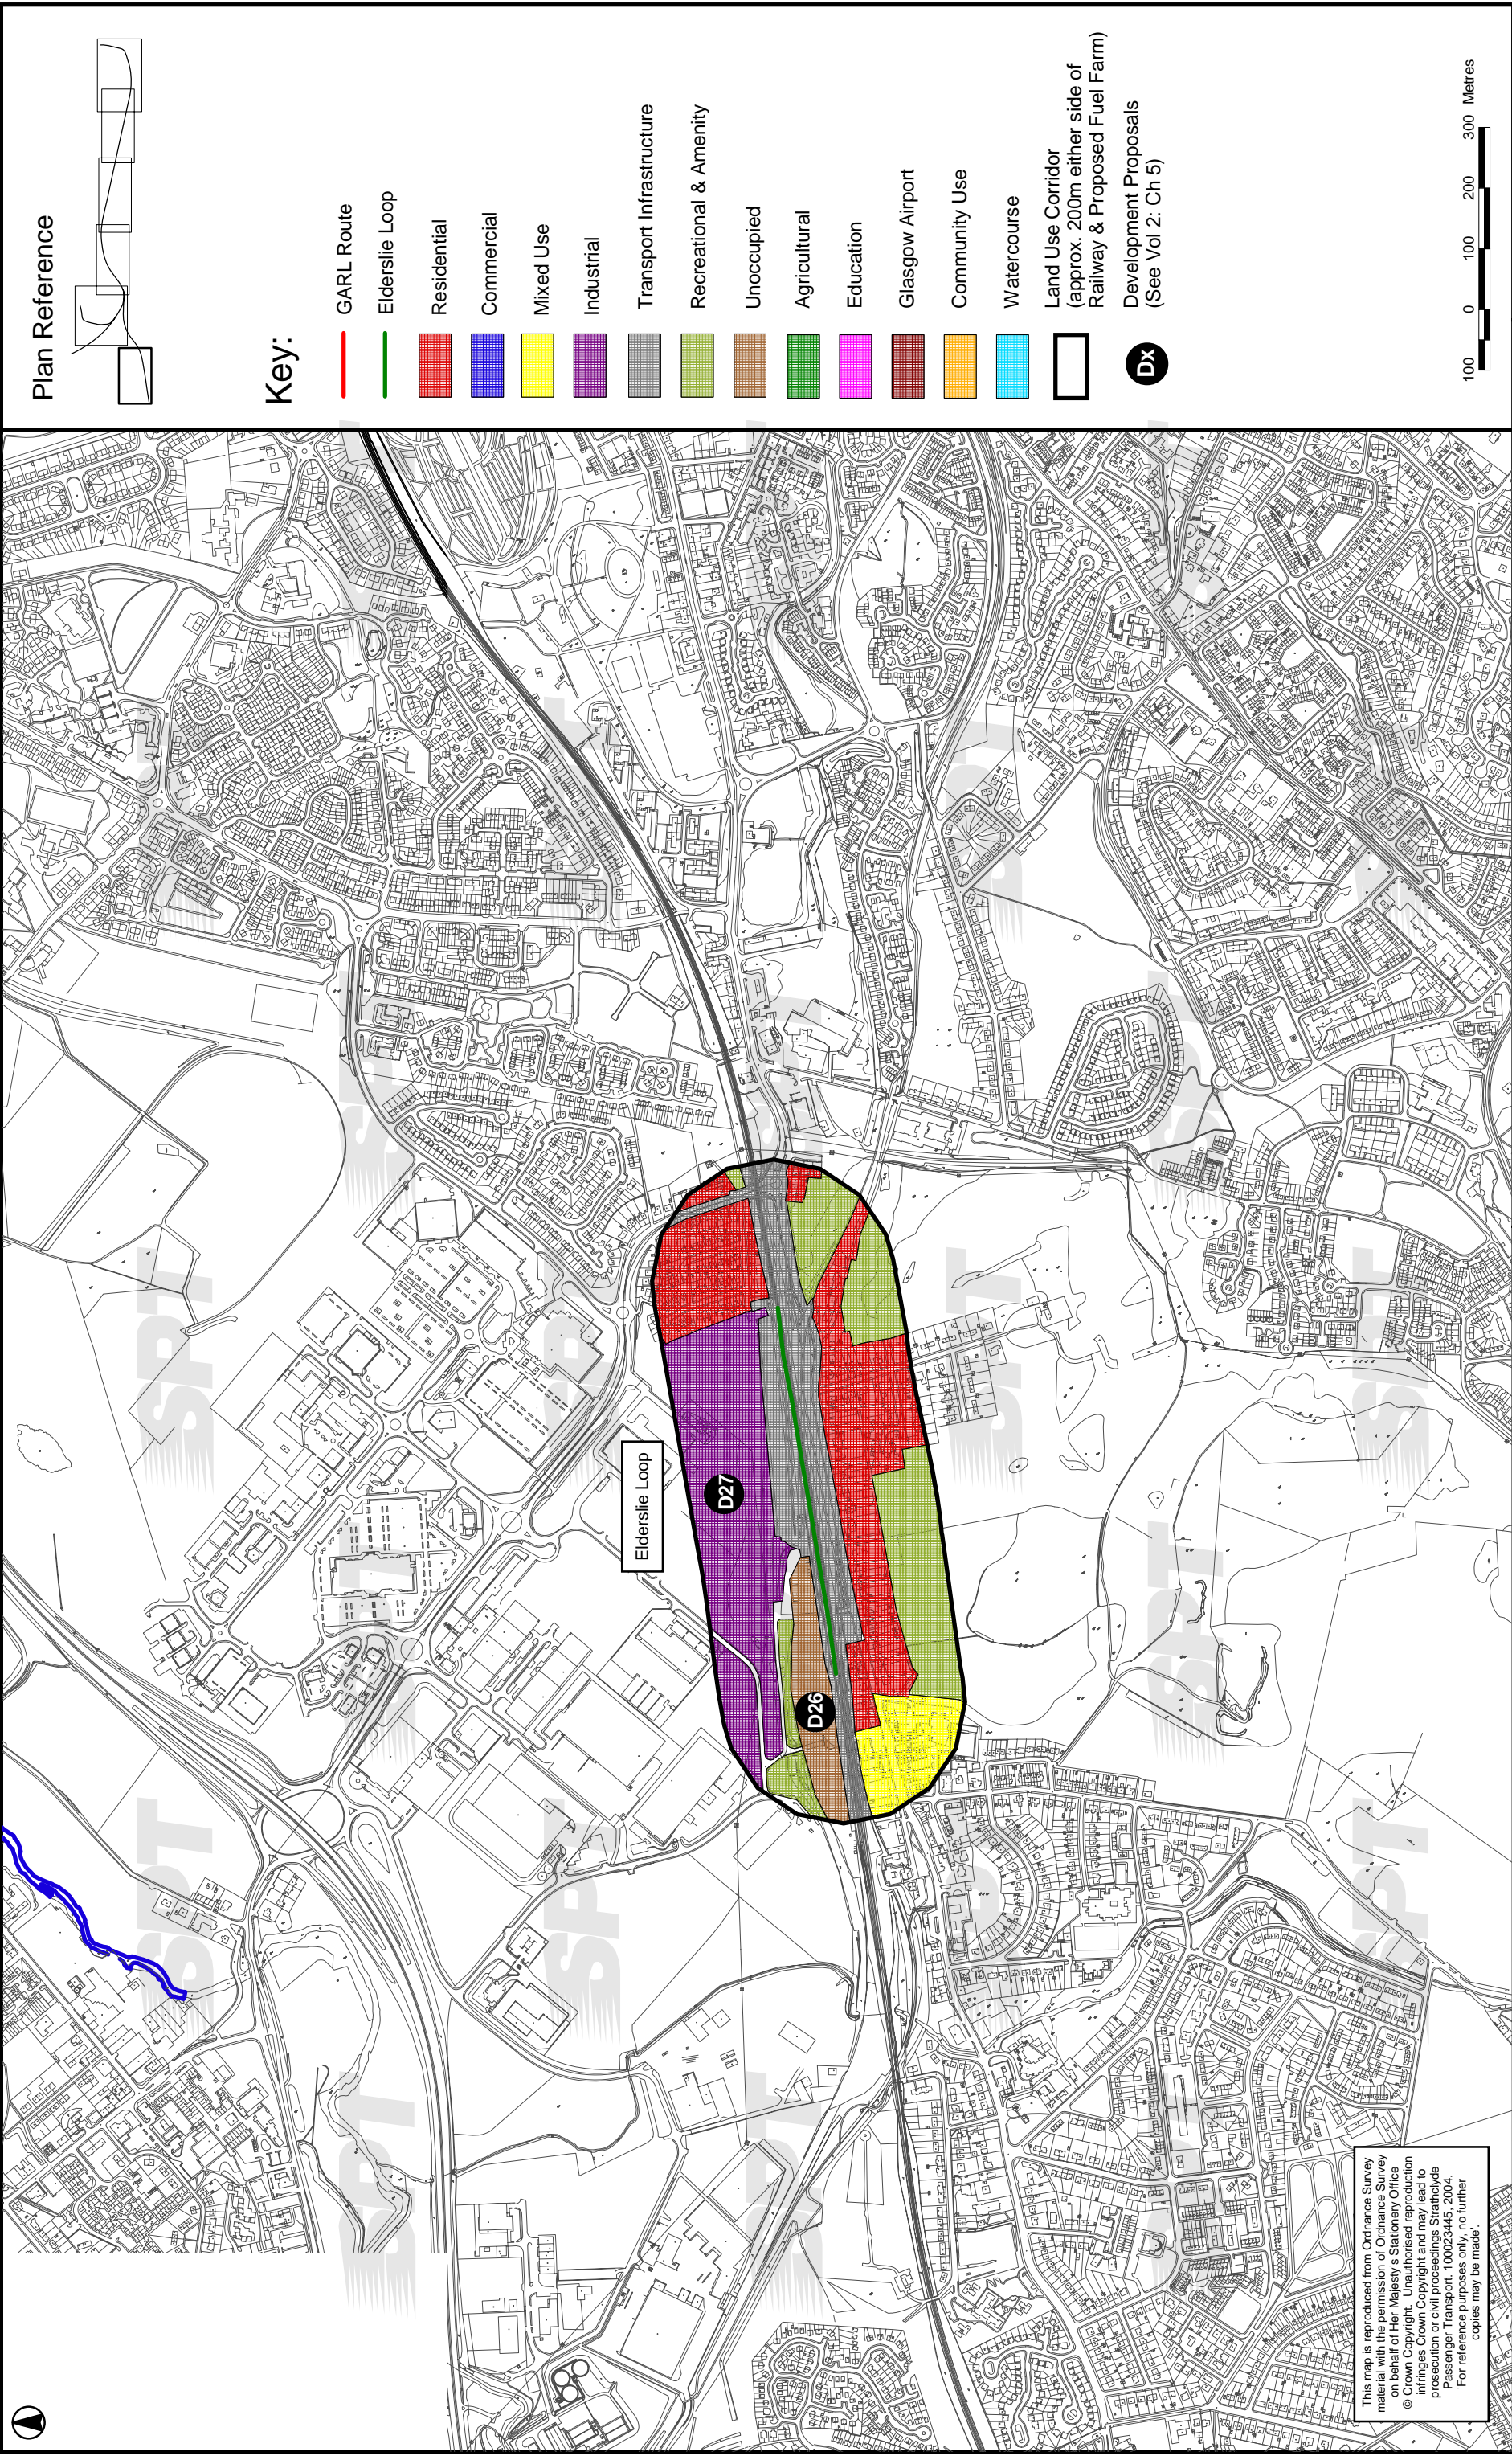 Plan Reference
Key:
GARL Route
Elderslie Loop
Residential
Commercial
Mixed Use
Industrial
Transport Infrastructure
Recreational & Amenity
Unoccupied
Agricultural
Education
Glasgow Airport
Community Use
Watercourse
Land Use Corridor
(approx. 200m either side of
Railway & Proposed Fuel Farm)
Dx
Development Proposals
(See Vol 2: Ch 5)
100 0 100 200 300 Metres
Elderslie Loop
D27
D26
SPT
This map is reproduced from Ordnance Survey
material with the permission of Ordnance Survey
on behalf of Her Majesty's Stationery Office
© Crown Copyright. Unauthorised reproduction
infringes Crown Copyright and may lead to
prosecution or civil proceedings Strathclyde
Passenger Transport. 100023445, 2004.
'For reference purposes only, no further
copies may be made'.